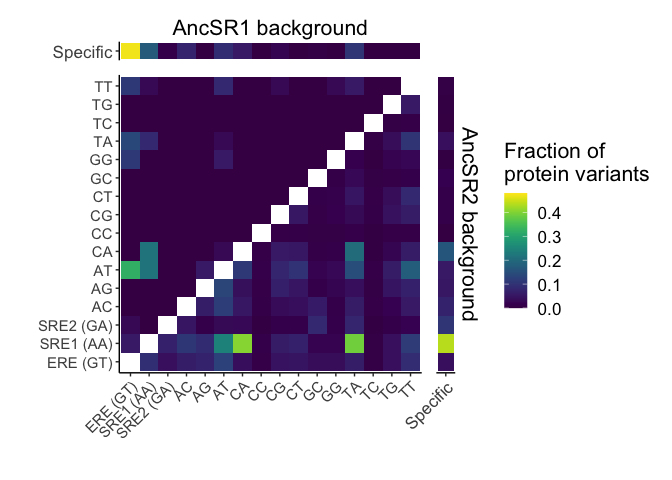 AncSR1 background
Specific
TT
TG
TC
TA
GG
GC
CT
CG
CC
CA
AT
AG
AC
SRE2 (GA)
SRE1 (AA)
ERE (GT)
ERE (GT)
SRE1 (AA)
SRE2 (GA)
AC
AG
AT
CA
CC
CG
CT
GC
GG
TA
TC
TG
TT
Specific
AncSR2 background
Fraction of
protein variants
0.4
0.3
0.2
0.1
0.0